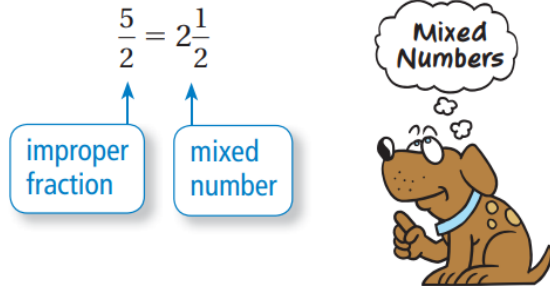 5/2 = 2 1/2
improper
fraction
mixed
number
Mixed
Numbers